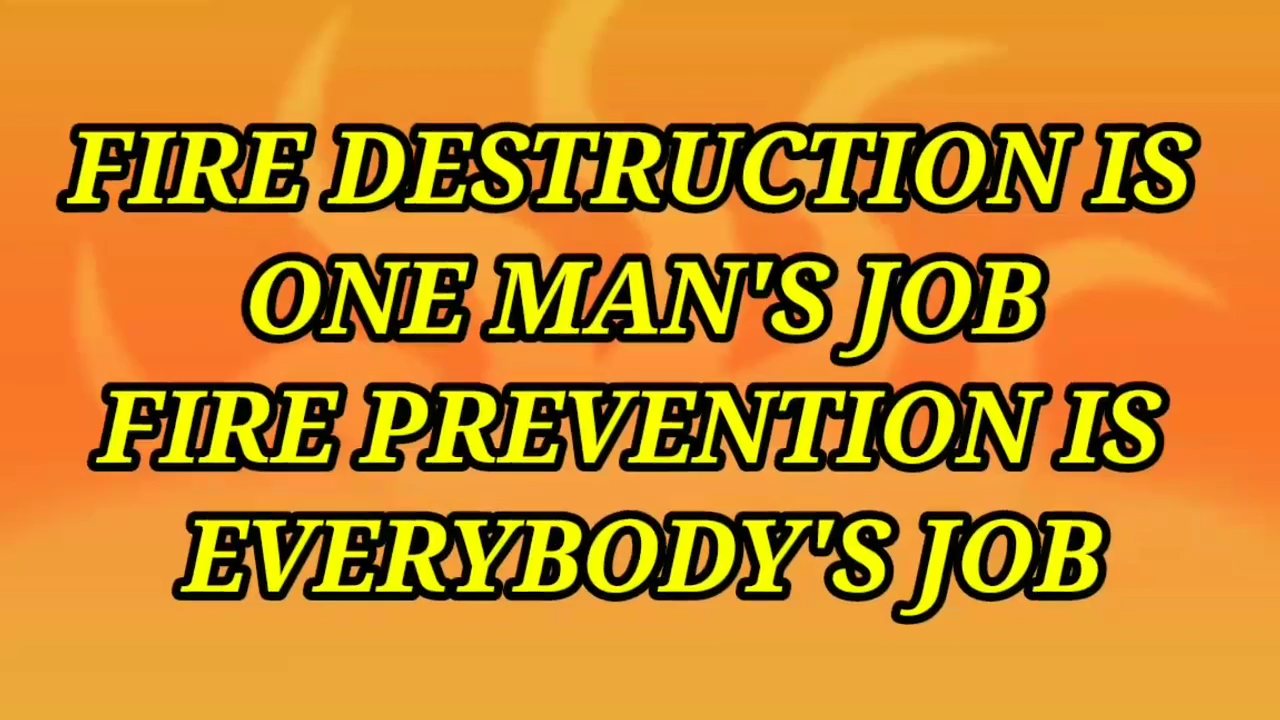 FIRE DESTRUCTION IS
ONE MAN'S JOB
FIRE PREVENTION IS
EVERYBODY'S JOB